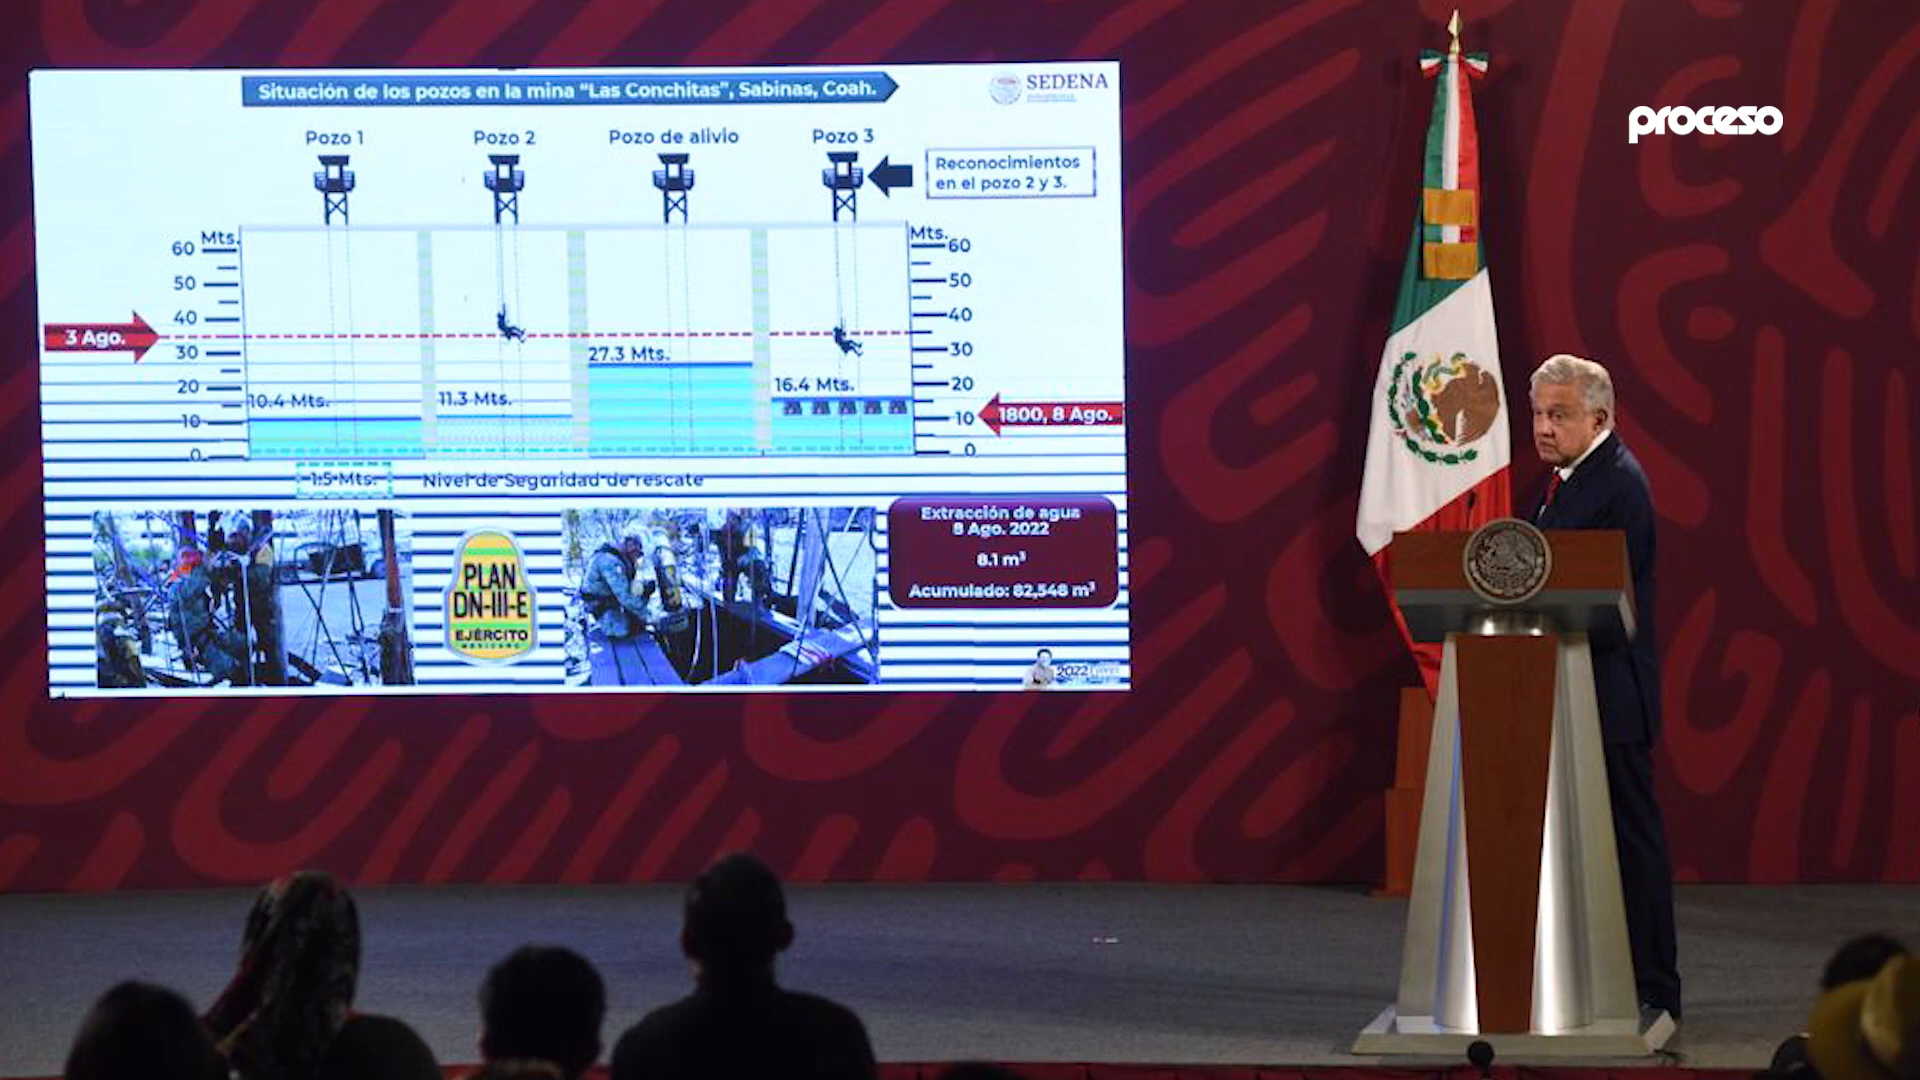 proceso
Situación de los pozos en la mina “Las Conchitas”, Sabinas, Coah.
SEDENA
Pozo 1
Pozo 2
Pozo de alivio
Pozo 3
Reconocimientos
en el pozo 2 y 3.
Mts.
Mts.
60
60
50
50
40
40
3 Ago.
30
30
27.3 Mts.
20
20
16.4 Mts.
10.4 Mts.
11.3 Mts.
10
10
1800, 8 Ago.
0
0
1.5 Mts.
Nivel de Seguridad de rescate
Extracción de agua
8 Ago. 2022
8.1 m³
Acumulado: 82,548 m³
PLAN
DN-III-E
EJÉRCITO
MEXICANO
2022